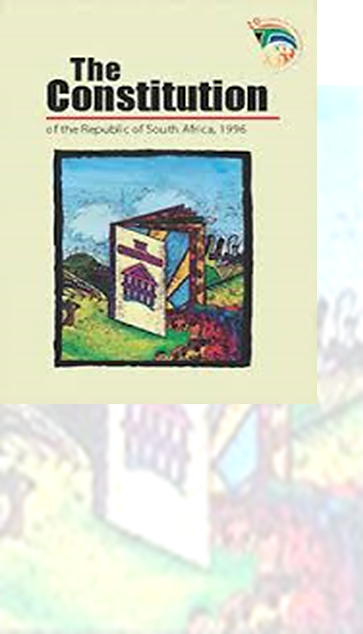 The
Constitution
of the Republic of South Africa, 1996